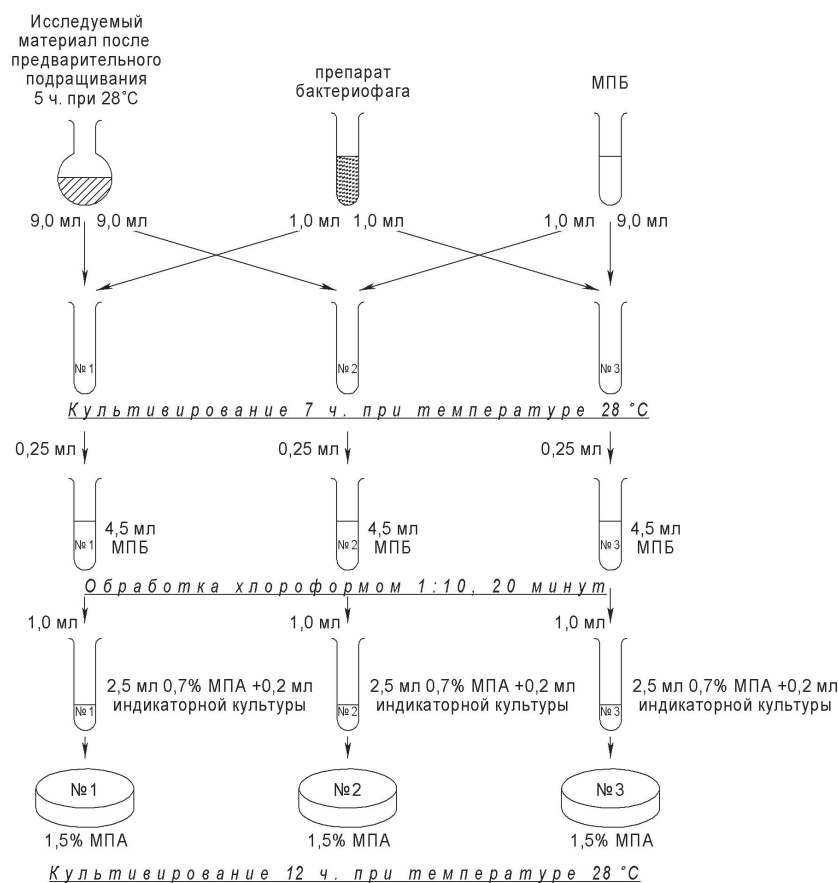 Исследуемый
материал после
предварительного
подращивания
5 ч. при 28°С
препарат
бактериофага
МПБ
9,0 мл 9,0 мл 1,0 мл 1,0 мл 1,0 мл 9,0 мл
№1 №2 №3
Культивирование 7 ч. при температуре 28 °С
0,25 мл 0,25 мл 0,25 мл
№1 4,5 мл МПБ №2 4,5 мл МПБ №3 4,5 мл МПБ
Обработка хлороформом 1:10, 20 минут
1,0 мл 1,0 мл 1,0 мл
№1
2,5 мл 0,7% МПА +0,2 мл
индикаторной культуры
№2
2,5 мл 0,7% МПА +0,2 мл
индикаторной культуры
№3
2,5 мл 0,7% МПА +0,2 мл
индикаторной культуры
№1 №2 №3
1,5% МПА 1,5% МПА 1,5% МПА
Культивирование 12 ч. при температуре 28 °С